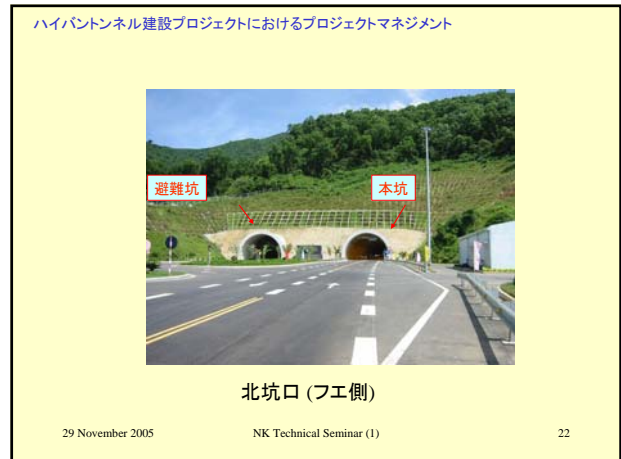 ハイバントンネル建設プロジェクトにおけるプロジェクトマネジメント
避難坑
本坑
北坑口 (フエ側)
29 November 2005 NK Technical Seminar (1) 22